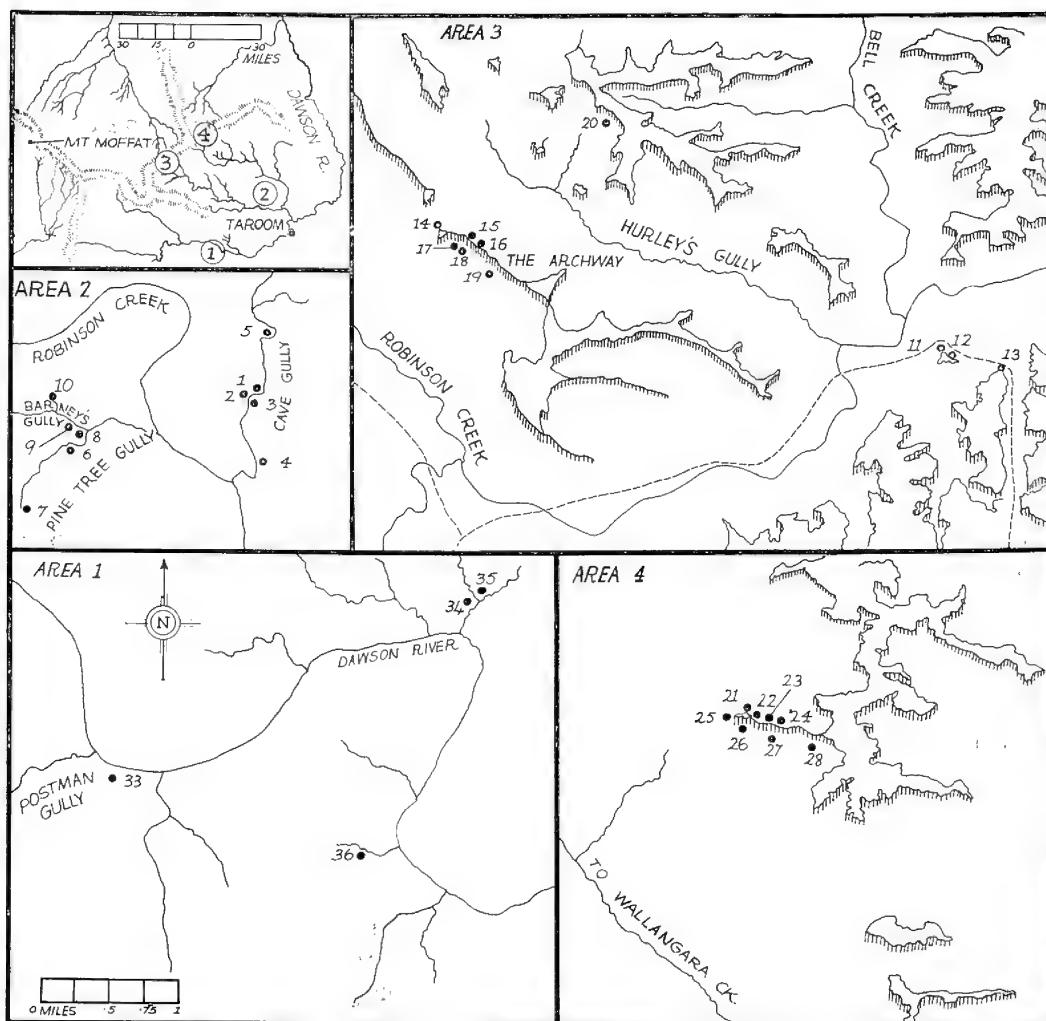 30 15 0 30
MILES
DAWSON R.
MT MOFFAT
4
3
2
TAROOM
1
AREA 3
BELL CREEK
20
14
15
16
17
18
19
THE ARCHWAY
HURLEY'S GULLY
ROBINSON CREEK
11
12
13
AREA 2
ROBINSON CREEK
5
10
1
2
3
CAVE GULLY
BARNEY'S
GULLY
9
8
6
4
7
PINE TREE GULLY
AREA 1
N
35
34
DAWSON RIVER
POSTMAN
GULLY
33
36
0 MILES .5 .75 1
AREA 4
21
22
23
24
25
26
27
28
TO WALLANGARA CK.